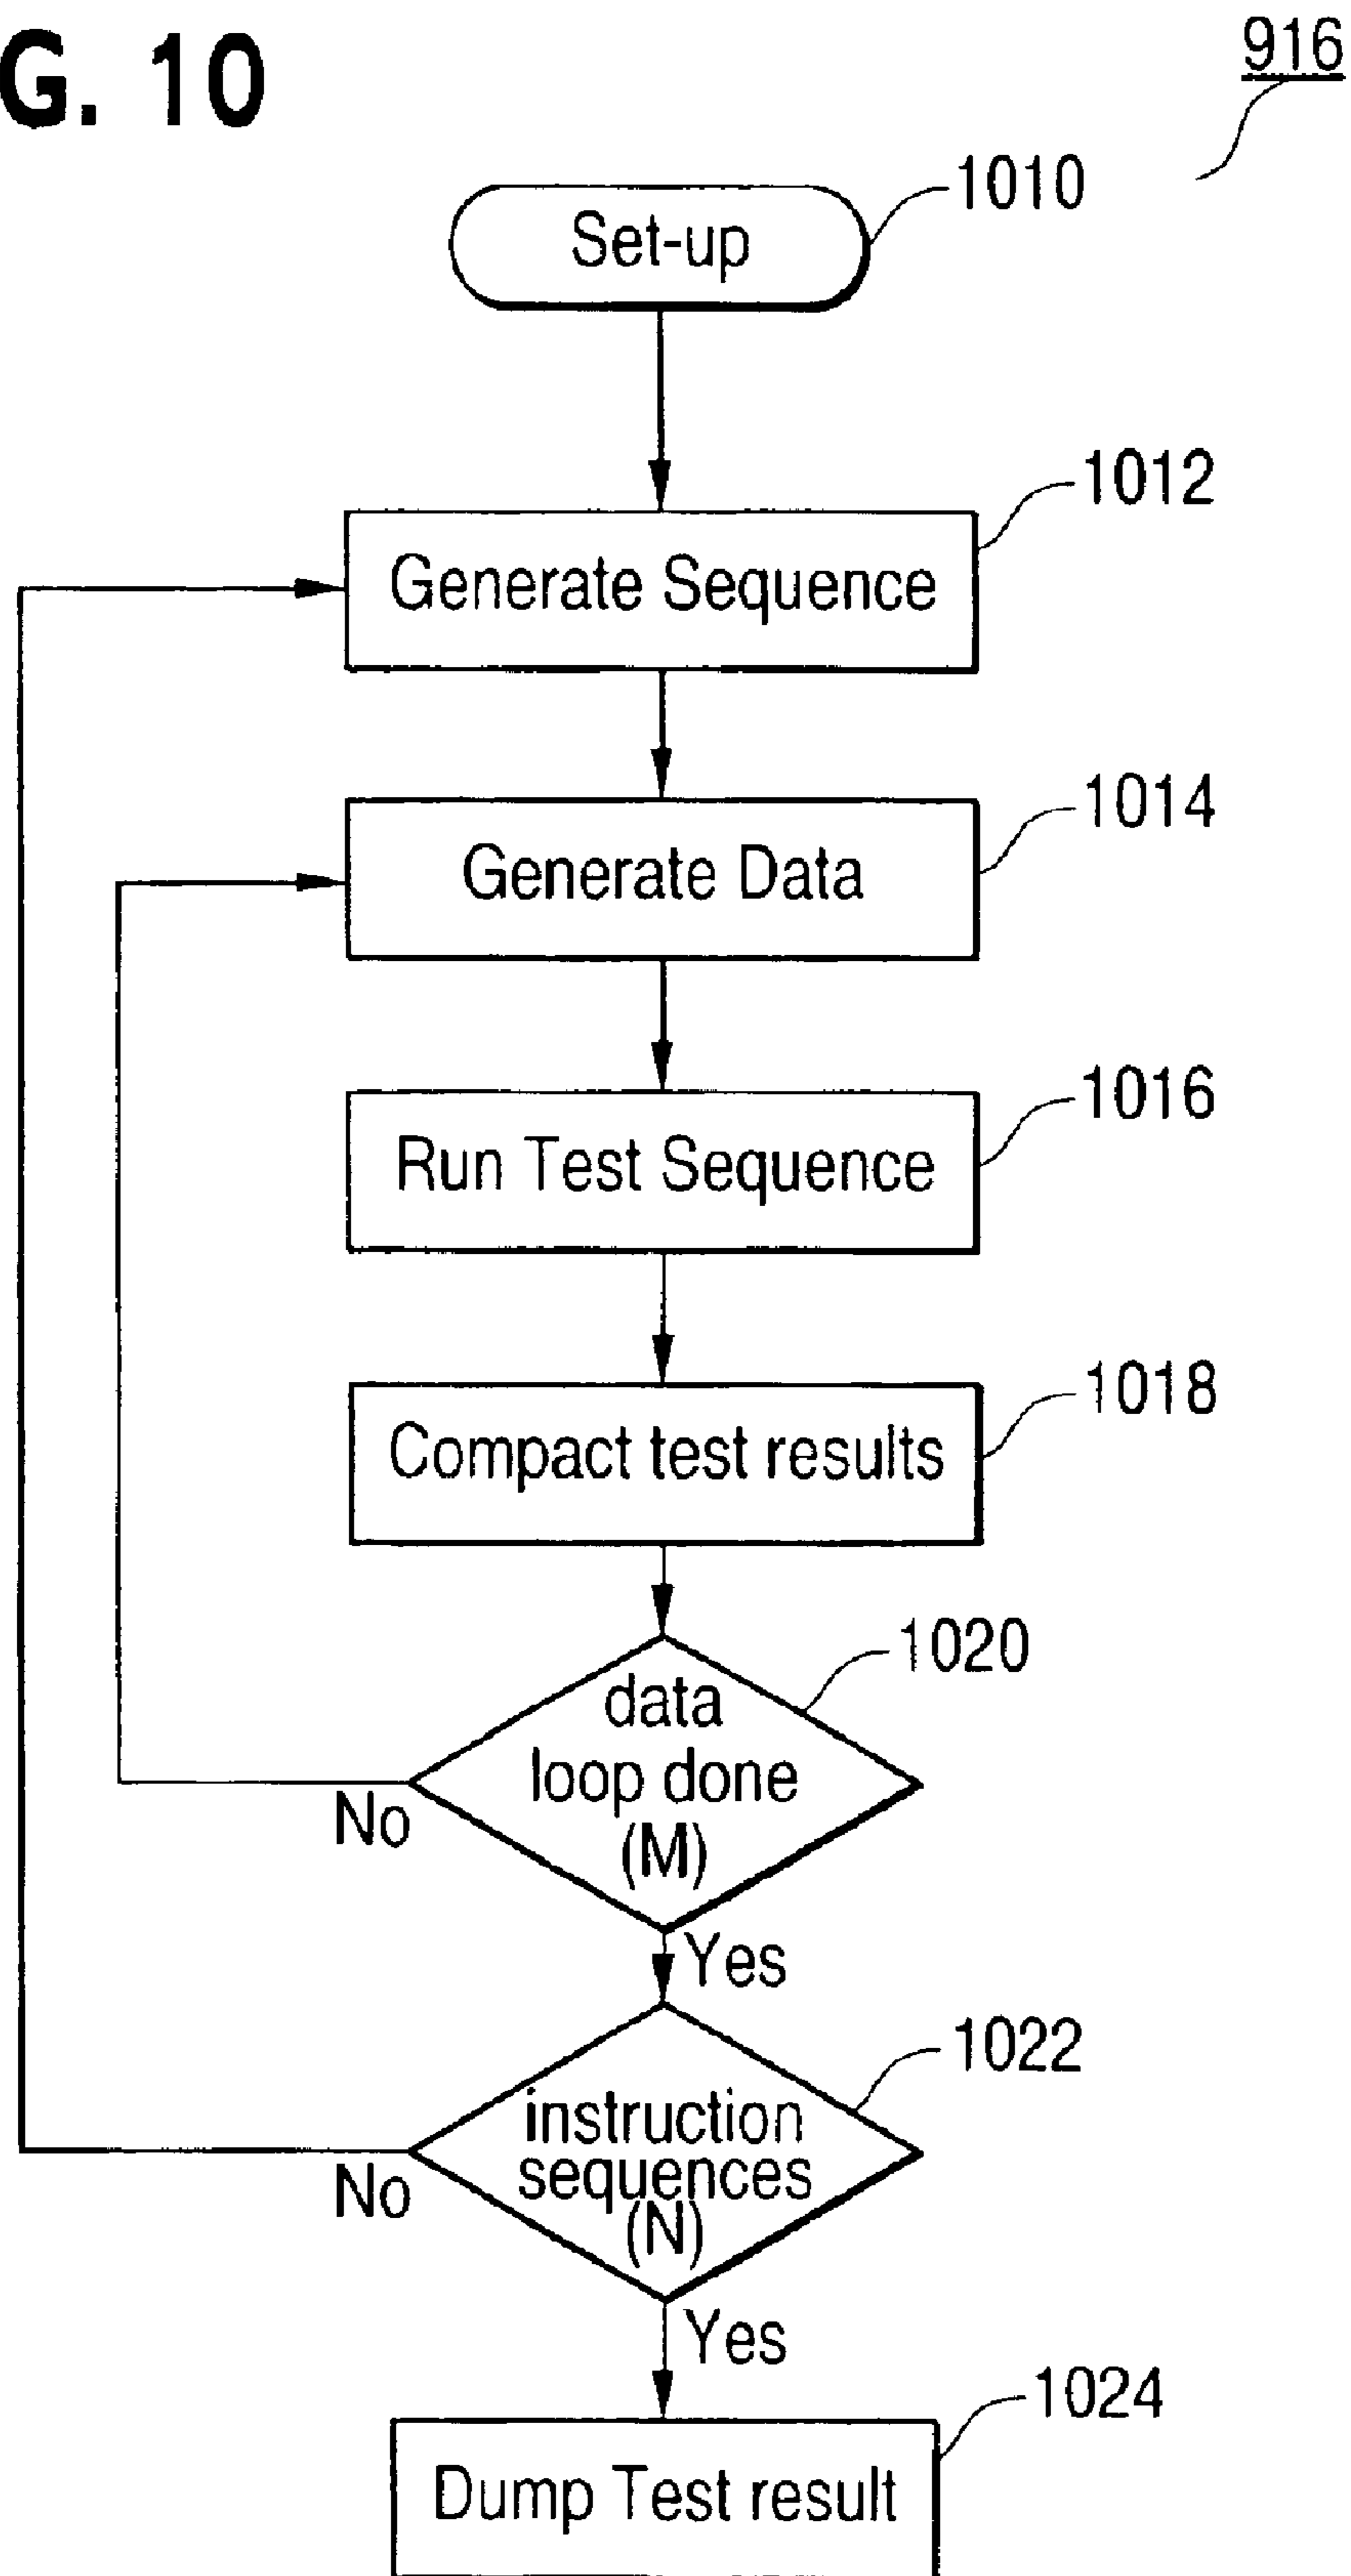 G. 10
916
Set-up
1010
Generate Sequence
1012
Generate Data
1014
Run Test Sequence
1016
Compact test results
1018
data
loop done
(M)
1020
No
Yes
instruction
sequences
(N)
1022
No
Yes
Dump Test result
1024